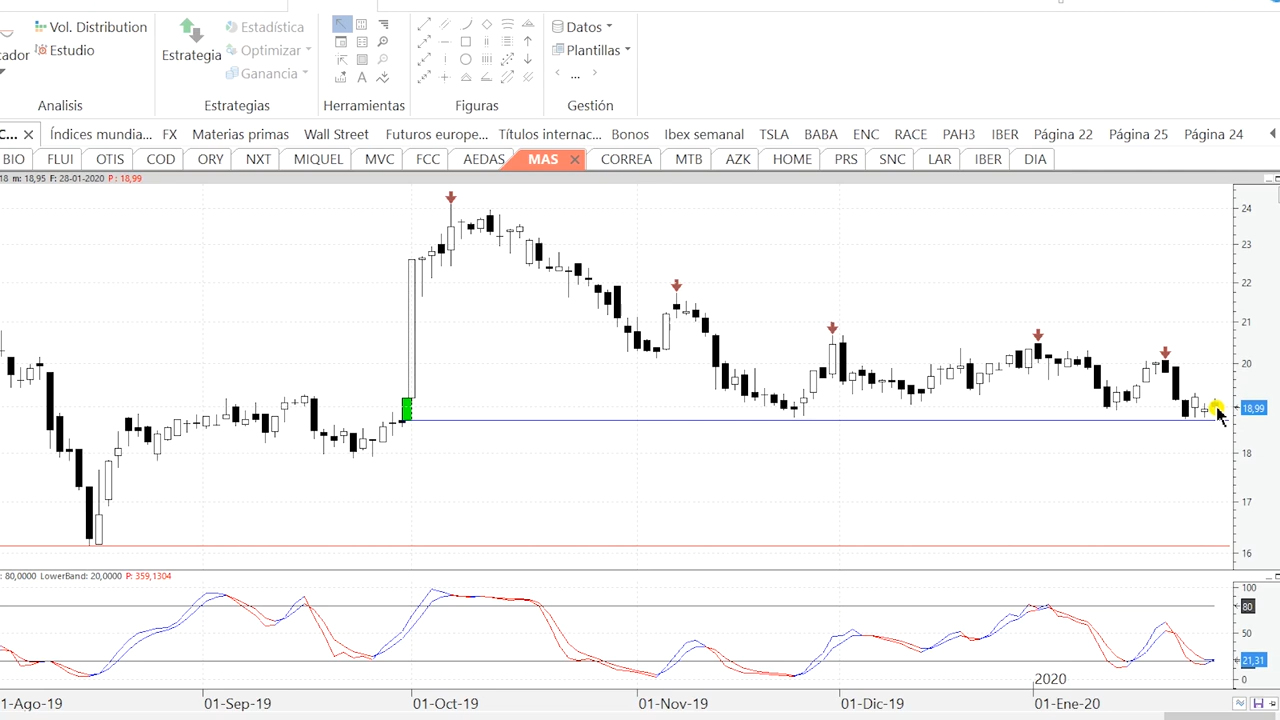 Vol. Distribution
Estadística
Datos
ador
Estudio
Estrategia
Optimizar
Plantillas
Ganancia
...
A
Analisis
Estrategias
Herramientas
Figuras
Gestión
C...
Índices mundia...
FX
Materias primas
Wall Street
Futuros europe...
Títulos internac...
Bonos
Ibex semanal
TSLA
BABA
ENC
RACE
PAH3
IBER
Página 22
Página 25
Página 24
BIO
FLUI
OTIS
COD
ORY
NXT
MIQUEL
MVC
FCC
AEDAS
MAS
CORREA
MTB
AZK
HOME
PRS
SNC
LAR
IBER
DIA
18 m: 18,95 F: 28-01-2020 P: 18,99
24
23
22
21
20
18,99
18
17
16
: 80,0000 LowerBand: 20,0000 P: 359,1304
100
80
50
21,31
0
2020
1-Ago-19
01-Sep-19
01-Oct-19
01-Nov-19
01-Dic-19
01-Ene-20